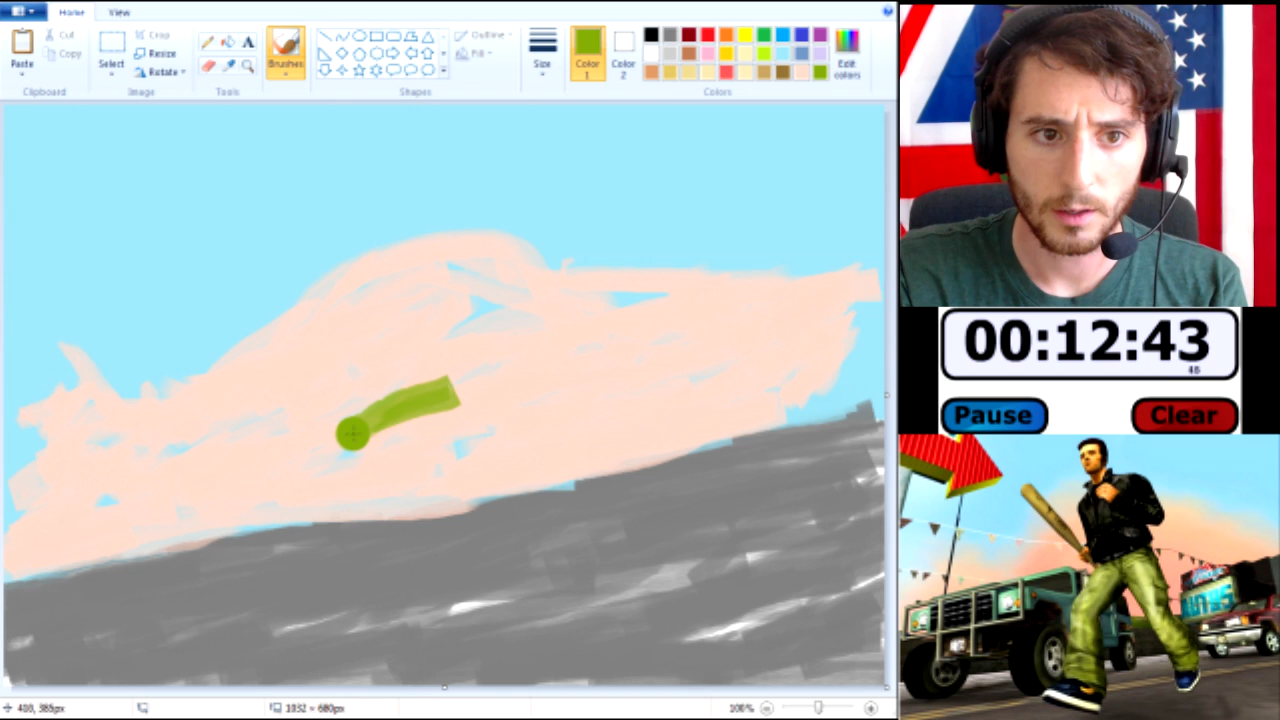 Home View
Paste
Cut
Copy
Clipboard
Select
Crop
Resize
Rotate
Image
A
Tools
Brushes
Outline
Fill
Shapes
Size
Color
1
Color
2
Edit
colors
Colors
00:12:43
Pause Clear
100%
1032 × 680px